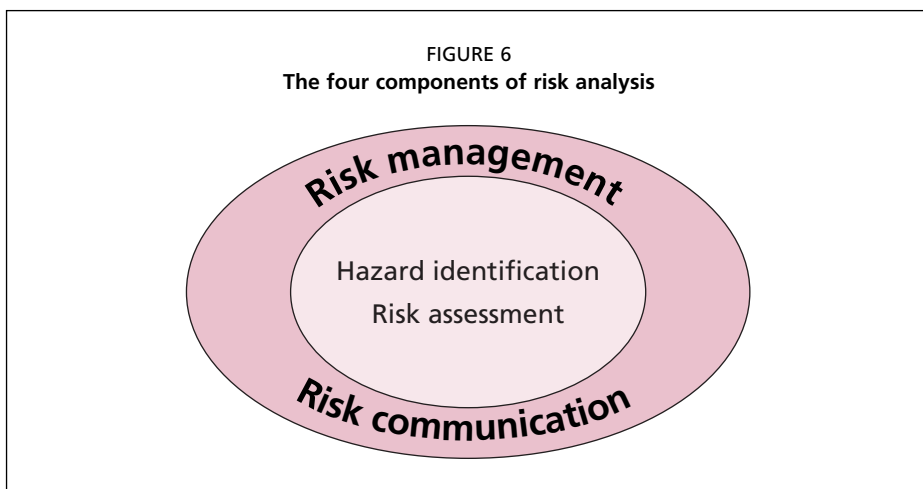 FIGURE 6
The four components of risk analysis
Risk management
Hazard identification
Risk assessment
Risk communication